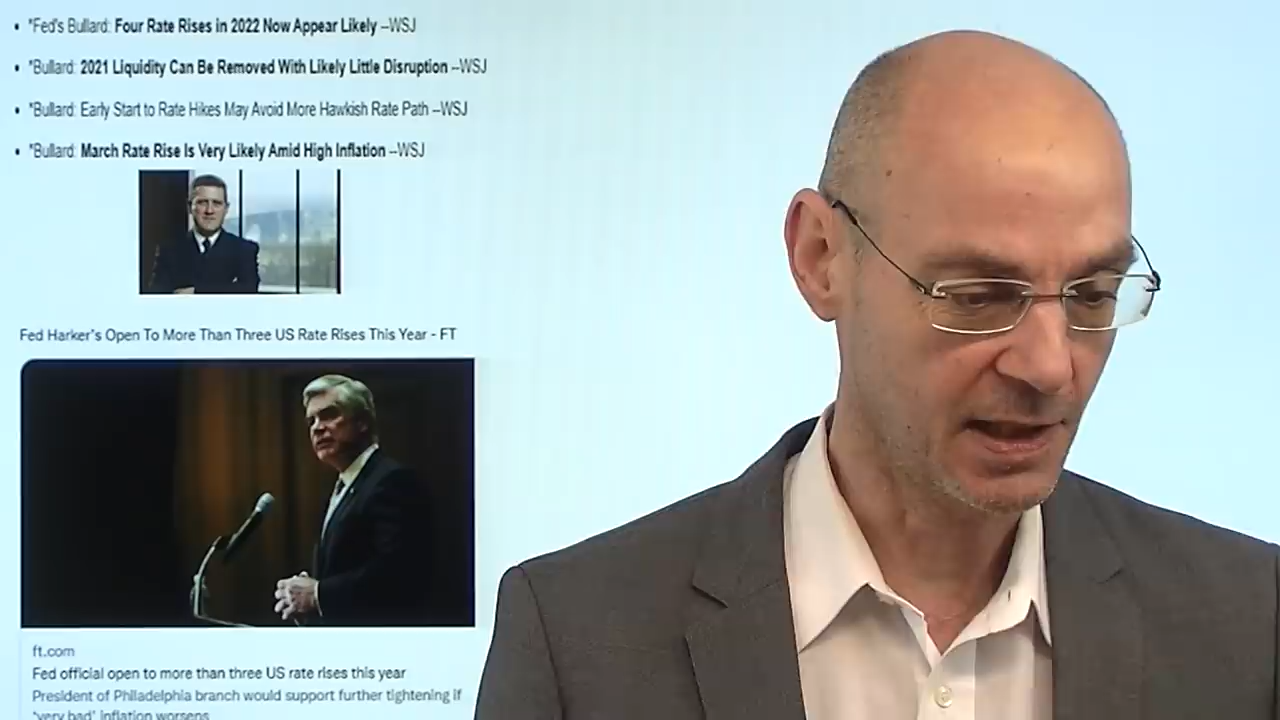 • *Fed's Bullard: Four Rate Rises in 2022 Now Appear Likely –WSJ
• *Bullard: 2021 Liquidity Can Be Removed With Likely Little Disruption –WSJ
• *Bullard: Early Start to Rate Hikes May Avoid More Hawkish Rate Path –WSJ
• *Bullard: March Rate Rise Is Very Likely Amid High Inflation –WSJ
Fed Harker's Open To More Than Three US Rate Rises This Year - FT
ft.com
Fed official open to more than three US rate rises this year
President of Philadelphia branch would support further tightening if
'very bad' inflation worsens